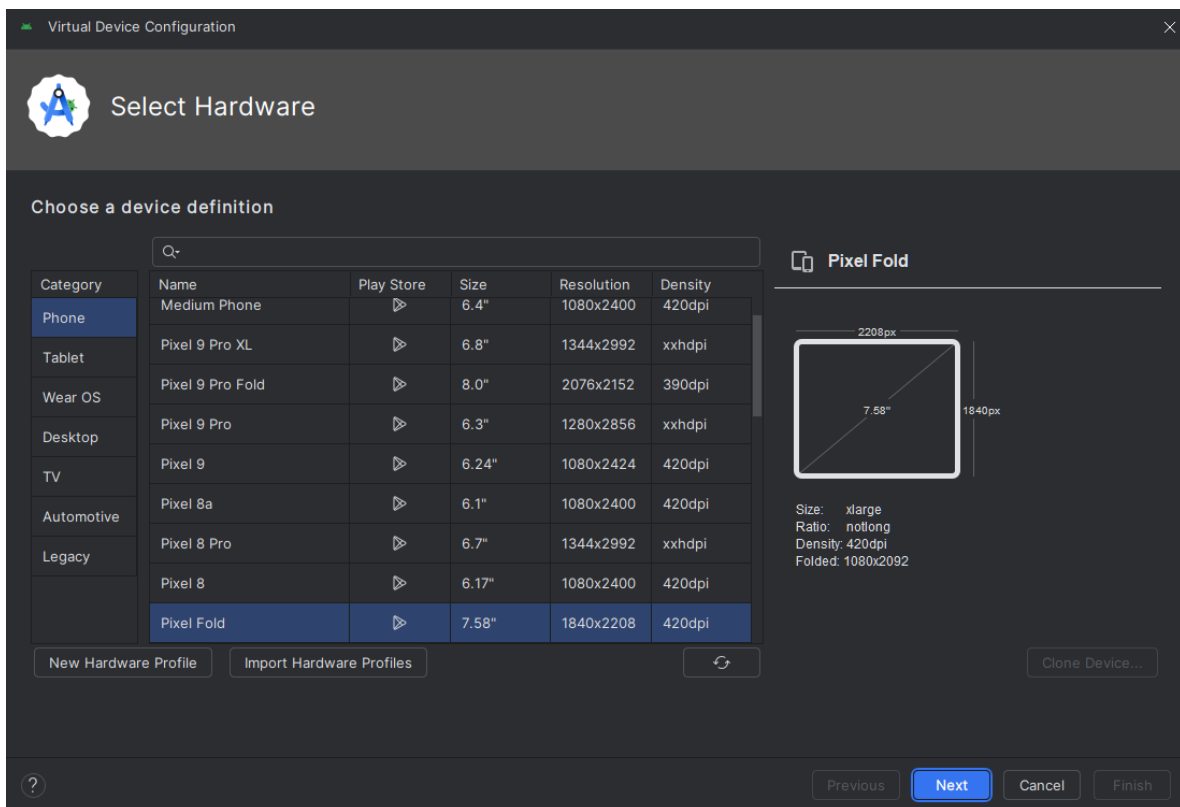 Virtual Device Configuration
Select Hardware
Choose a device definition
Category
Phone
Tablet
Wear OS
Desktop
TV
Automotive
Legacy
Name Play Store Size Resolution Density
Medium Phone 6.4" 1080x2400 420dpi
Pixel 9 Pro XL 6.8" 1344x2992 xxhdpi
Pixel 9 Pro Fold 8.0" 2076x2152 390dpi
Pixel 9 Pro 6.3" 1280x2856 xxhdpi
Pixel 9 6.24" 1080x2424 420dpi
Pixel 8a 6.1" 1080x2400 420dpi
Pixel 8 Pro 6.7" 1344x2992 xxhdpi
Pixel 8 6.17" 1080x2400 420dpi
Pixel Fold 7.58" 1840x2208 420dpi
New Hardware Profile Import Hardware Profiles
Pixel Fold
2208px
7.58"
1840px
Size: xlarge
Ratio: notlong
Density: 420dpi
Folded: 1080x2092
Clone Device...
? Previous Next Cancel Finish